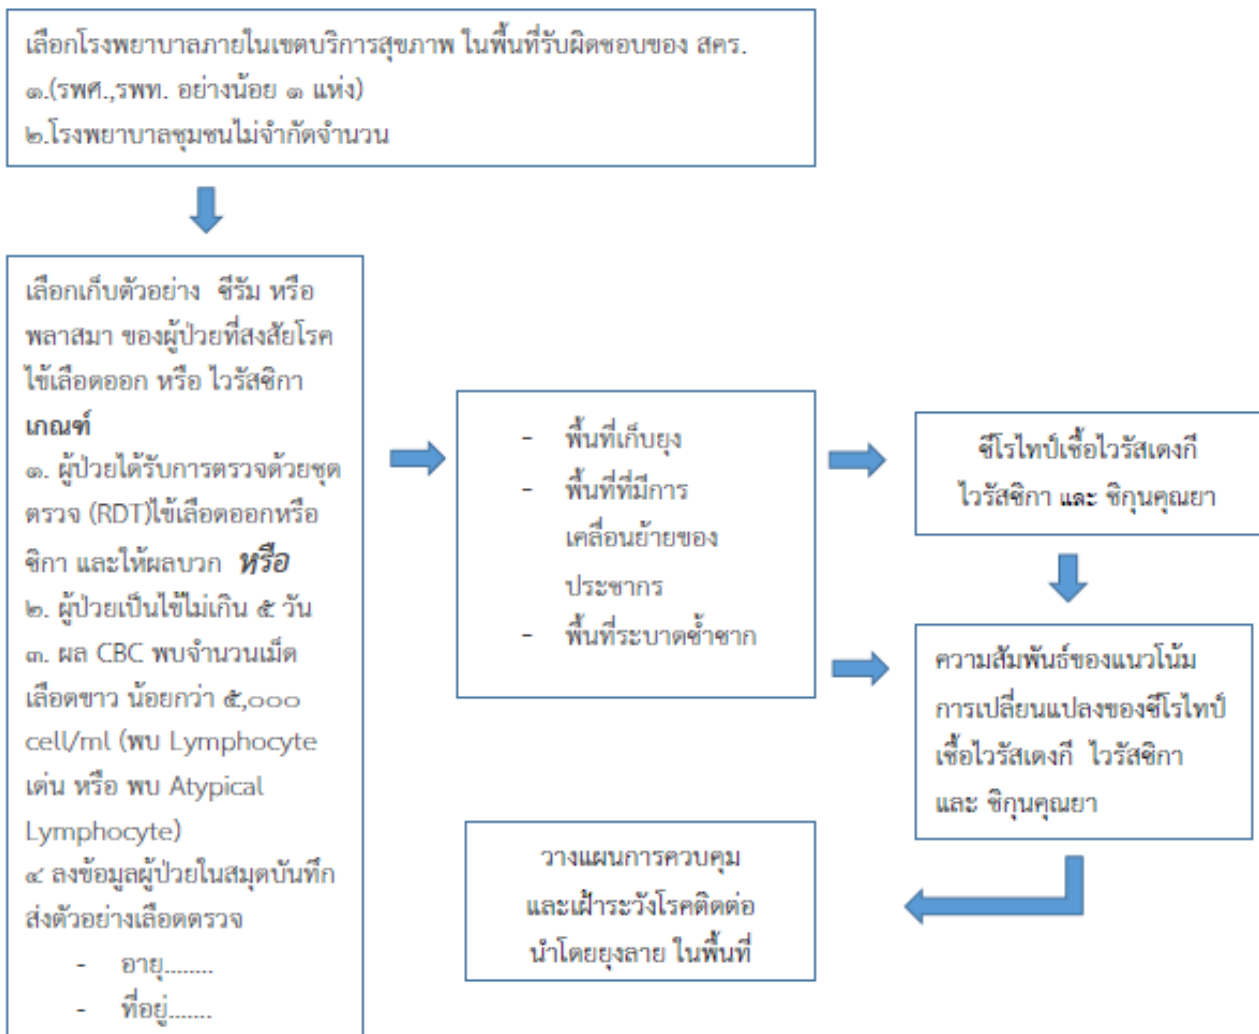 เลือกโรงพยาบาลภายในเขตบริการสุขภาพ ในพื้นที่รับผิดชอบของ สคร.
๑.(รพศ.,รพท. อย่างน้อย ๑ แห่ง)
๒.โรงพยาบาลชุมชนไม่จำกัดจำนวน
เลือกเก็บตัวอย่าง ซีรัม หรือ
พลาสมา ของผู้ป่วยที่สงสัยโรค
ไข้เลือดออก หรือ ไวรัสซิกา
เกณฑ์
๑. ผู้ป่วยได้รับการตรวจด้วยชุด
ตรวจ (RDT)ไข้เลือดออกหรือ
ซิกา และให้ผลบวก หรือ
๒. ผู้ป่วยเป็นไข้ไม่เกิน ๕ วัน
๓. ผล CBC พบจำนวนเม็ด
เลือดขาว น้อยกว่า ๕,๐๐๐
cell/ml (พบ Lymphocyte
เด่น หรือ พบ Atypical
Lymphocyte)
๔ ลงข้อมูลผู้ป่วยในสมุดบันทึก
ส่งตัวอย่างเลือดตรวจ
- อายุ........
- ที่อยู่.......
- พื้นที่เก็บยุง
- พื้นที่ที่มีการ
เคลื่อนย้ายของ
ประชากร
- พื้นที่ระบาดซ้ำซาก
ซีโรไทป์เชื้อไวรัสเดงกี
ไวรัสซิกา และ ชิกุนคุณยา
ความสัมพันธ์ของแนวโน้ม
การเปลี่ยนแปลงของซีโรไทป์
เชื้อไวรัสเดงกี ไวรัสซิกา
และ ชิกุนคุณยา
วางแผนการควบคุม
และเฝ้าระวังโรคติดต่อ
นำโดยยุงลาย ในพื้นที่